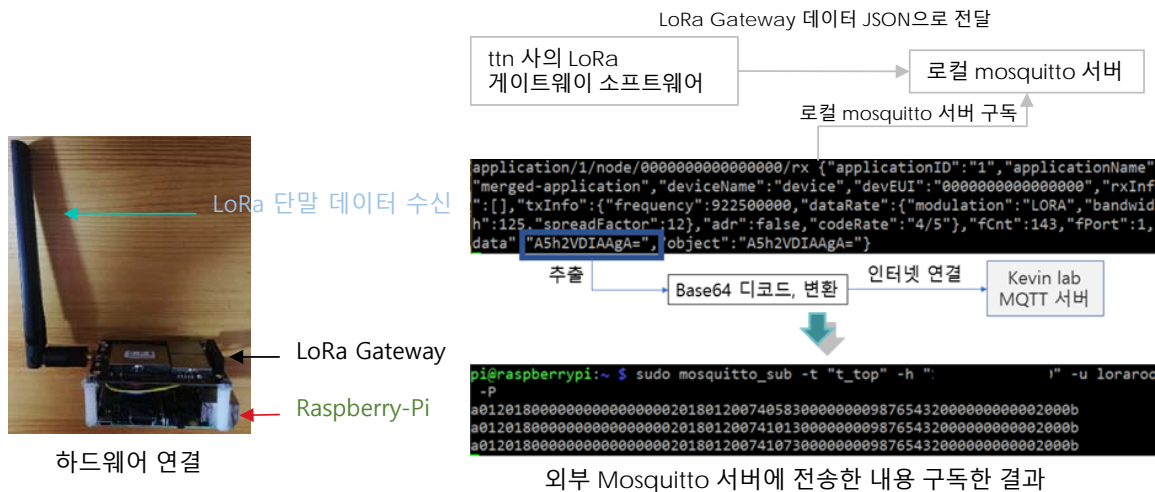 LoRa Gateway 데이터 JSON으로 전달
ttn 사의 LoRa
게이트웨이 소프트웨어
로컬 mosquitto 서버
로컬 mosquitto 서버 구독
application/1/node/0000000000000000/rx {"applicationID":"1","applicationName"
"merged-application","deviceName":"device","devEUI":"0000000000000000","rxInf
":[],"txInfo":{"frequency":922500000,"dataRate":{"modulation":"LORA","bandwid
h":125,"spreadFactor":12},"adr":false,"codeRate":"4/5"},"fCnt":143,"fPort":1,
data" "A5h2VDIAAgA=","object":"A5h2VDIAAgA="}
추출
Base64 디코드, 변환
인터넷 연결
Kevin lab
MQTT 서버
pi@raspberrypi:~ $ sudo mosquitto_sub -t "t_top" -h " " -u loraroo
-P
a01201800000000000000002018012007405830000000098765432000000000002000b
a01201800000000000000002018012007410130000000098765432000000000002000b
a01201800000000000000002018012007410730000000098765432000000000002000b
외부 Mosquitto 서버에 전송한 내용 구독한 결과
LoRa 단말 데이터 수신
LoRa Gateway
Raspberry-Pi
하드웨어 연결